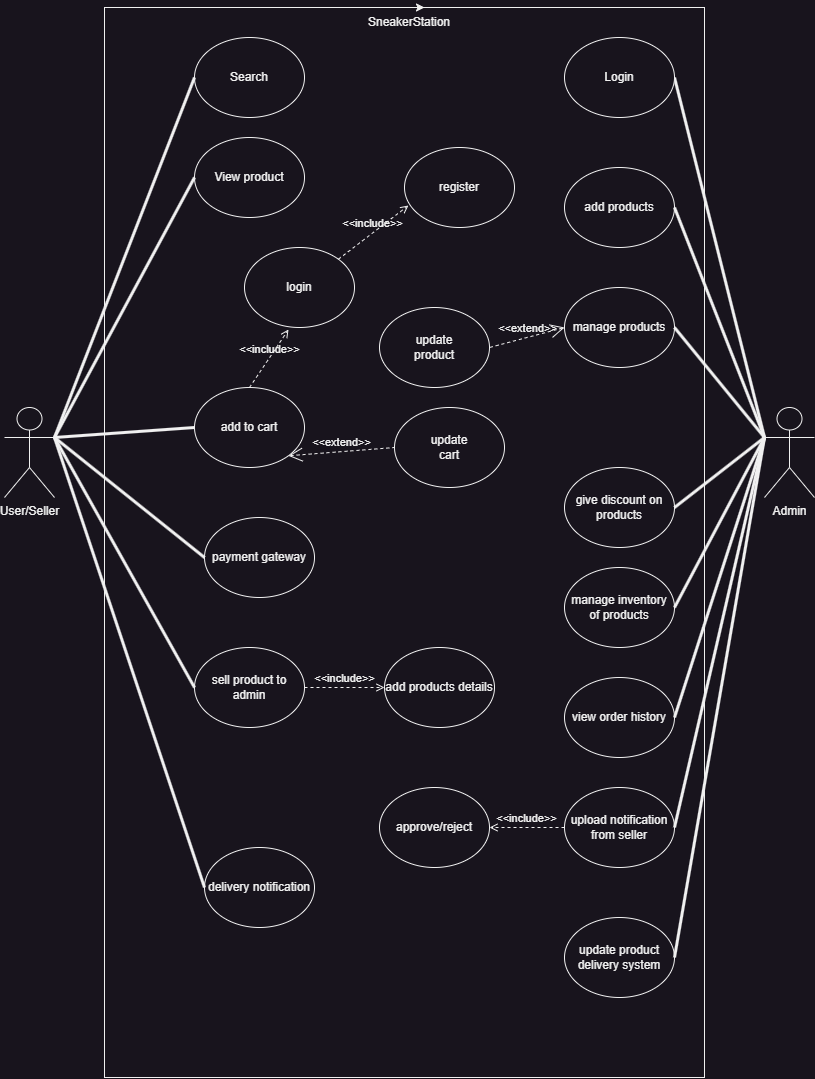 SneakerStation
Search
Login
View product
register
add products
<<include>>
login
<<extend>>
manage products
update
product
<<include>>
add to cart
<<extend>>
update
cart
User/Seller
Admin
give discount on
products
payment gateway
manage inventory
of products
sell product to
admin
<<include>>
add products details
view order history
approve/reject
<<include>>
upload notification
from seller
delivery notification
update product
delivery system